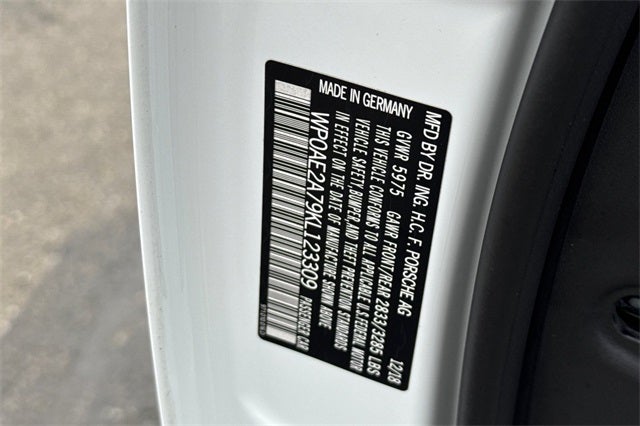 MFD BY DR. ING. H.C. F. PORSCHE AG
GVWR 5975 GAWR FRONT/REAR 2833/3285 LBS 12/18
THIS VEHICLE CONFORMS TO ALL APPLICABLE U.S. FEDERAL MOTOR
VEHICLE SAFETY, BUMPER, AND THEFT PREVENTION STANDARDS
IN EFFECT ON THE DATE OF MANUFACTURE SHOWN ABOVE.
WP0AE2A79KL123309 PASSENGER CAR
MADE IN GERMANY